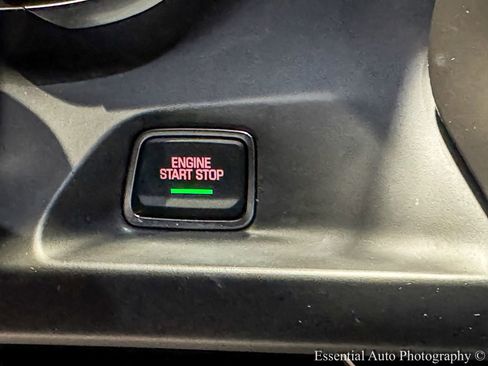 ENGINE
START STOP
Essential Auto Photography ©